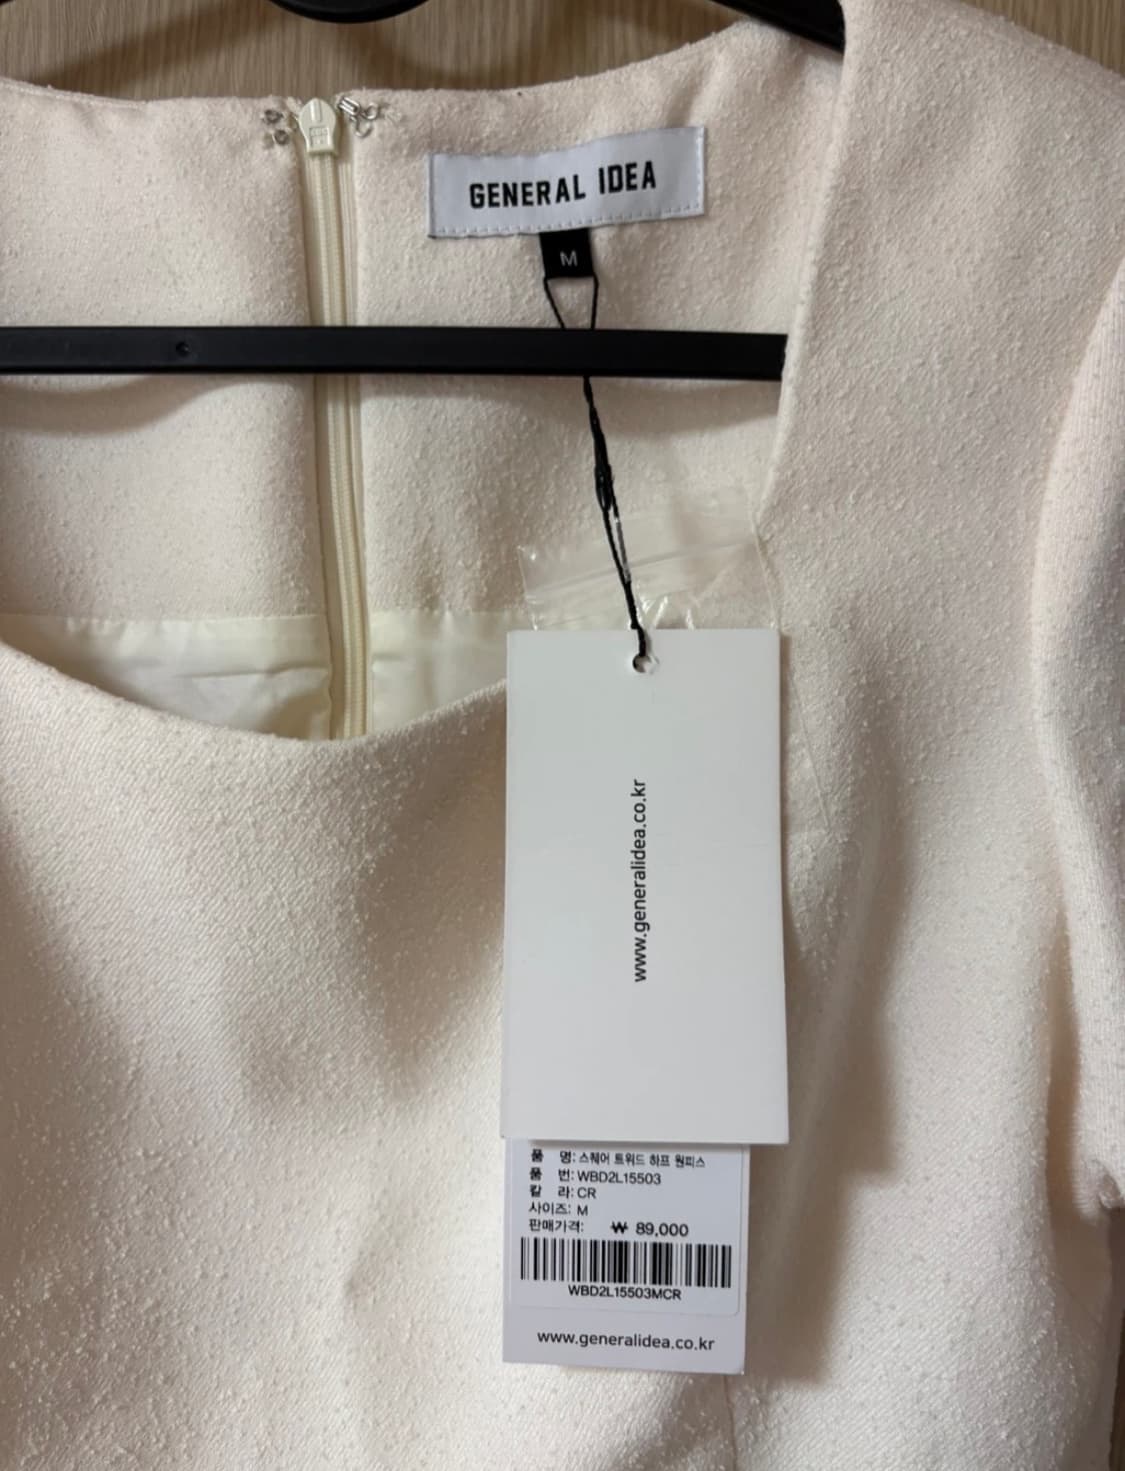 GENERAL IDEA
M
www.generalidea.co.kr
품 명: 스퀘어 트위드 하프 원피스
품 번: WBD2L15503
칼 라: CR
사이즈: M
판매가격: ₩ 89,000
WBD2L15503MCR
www.generalidea.co.kr